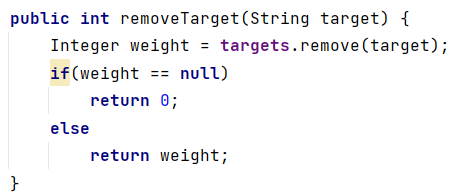 public int removeTarget(String target) {
    Integer weight = targets.remove(target);
    if(weight == null)
        return 0;
    else
        return weight;
}